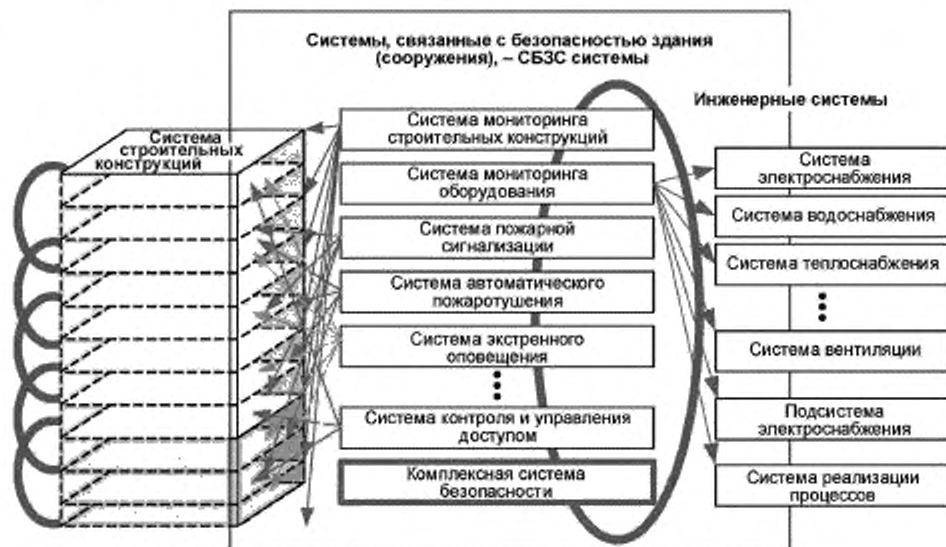 Системы, связанные с безопасностью здания
(сооружения), – СБЗС системы
Инженерные системы
Система
строительных
конструкций
Система мониторинга
строительных конструкций
Система мониторинга
оборудования
Система пожарной
сигнализации
Система автоматического
пожаротушения
Система экстренного
оповещения
Система контроля и управления
доступом
Комплексная система
безопасности
Система
электроснабжения
Система водоснабжения
Система теплоснабжения
Система вентиляции
Подсистема
электроснабжения
Система реализации
процессов